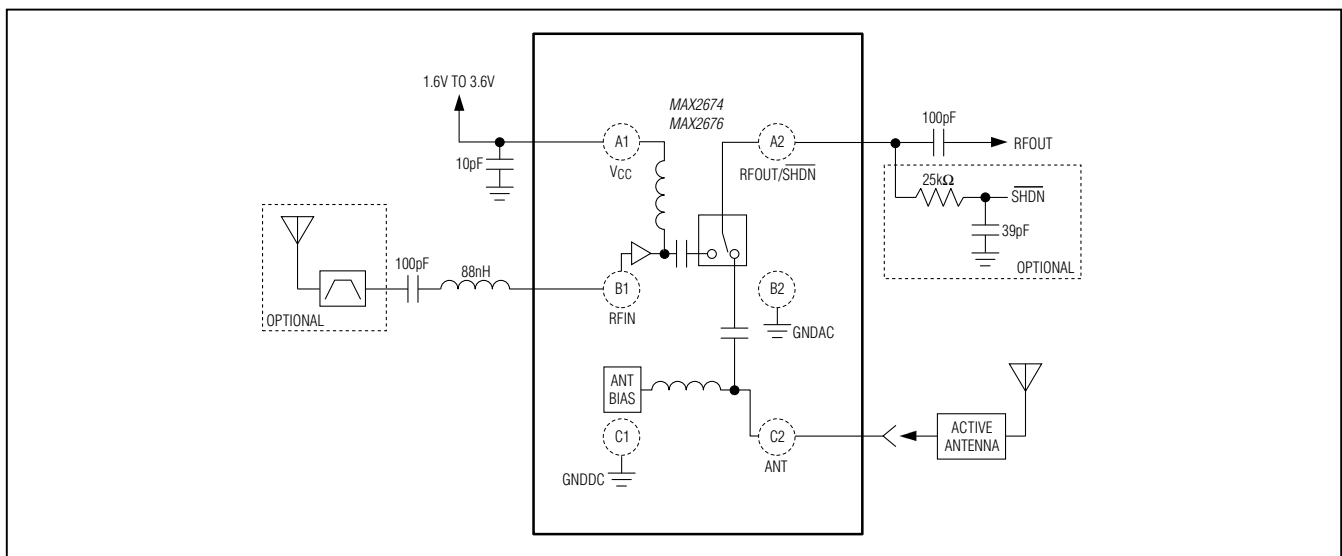 1.6V TO 3.6V
10pF
A1
VCC
MAX2674
MAX2676
A2
RFOUT/SHDN
100pF
RFOUT
25kΩ
SHDN
39pF
OPTIONAL
OPTIONAL
100pF
88nH
B1
RFIN
B2
GNDAC
ANT
BIAS
C1
GNDDC
C2
ANT
ACTIVE
ANTENNA